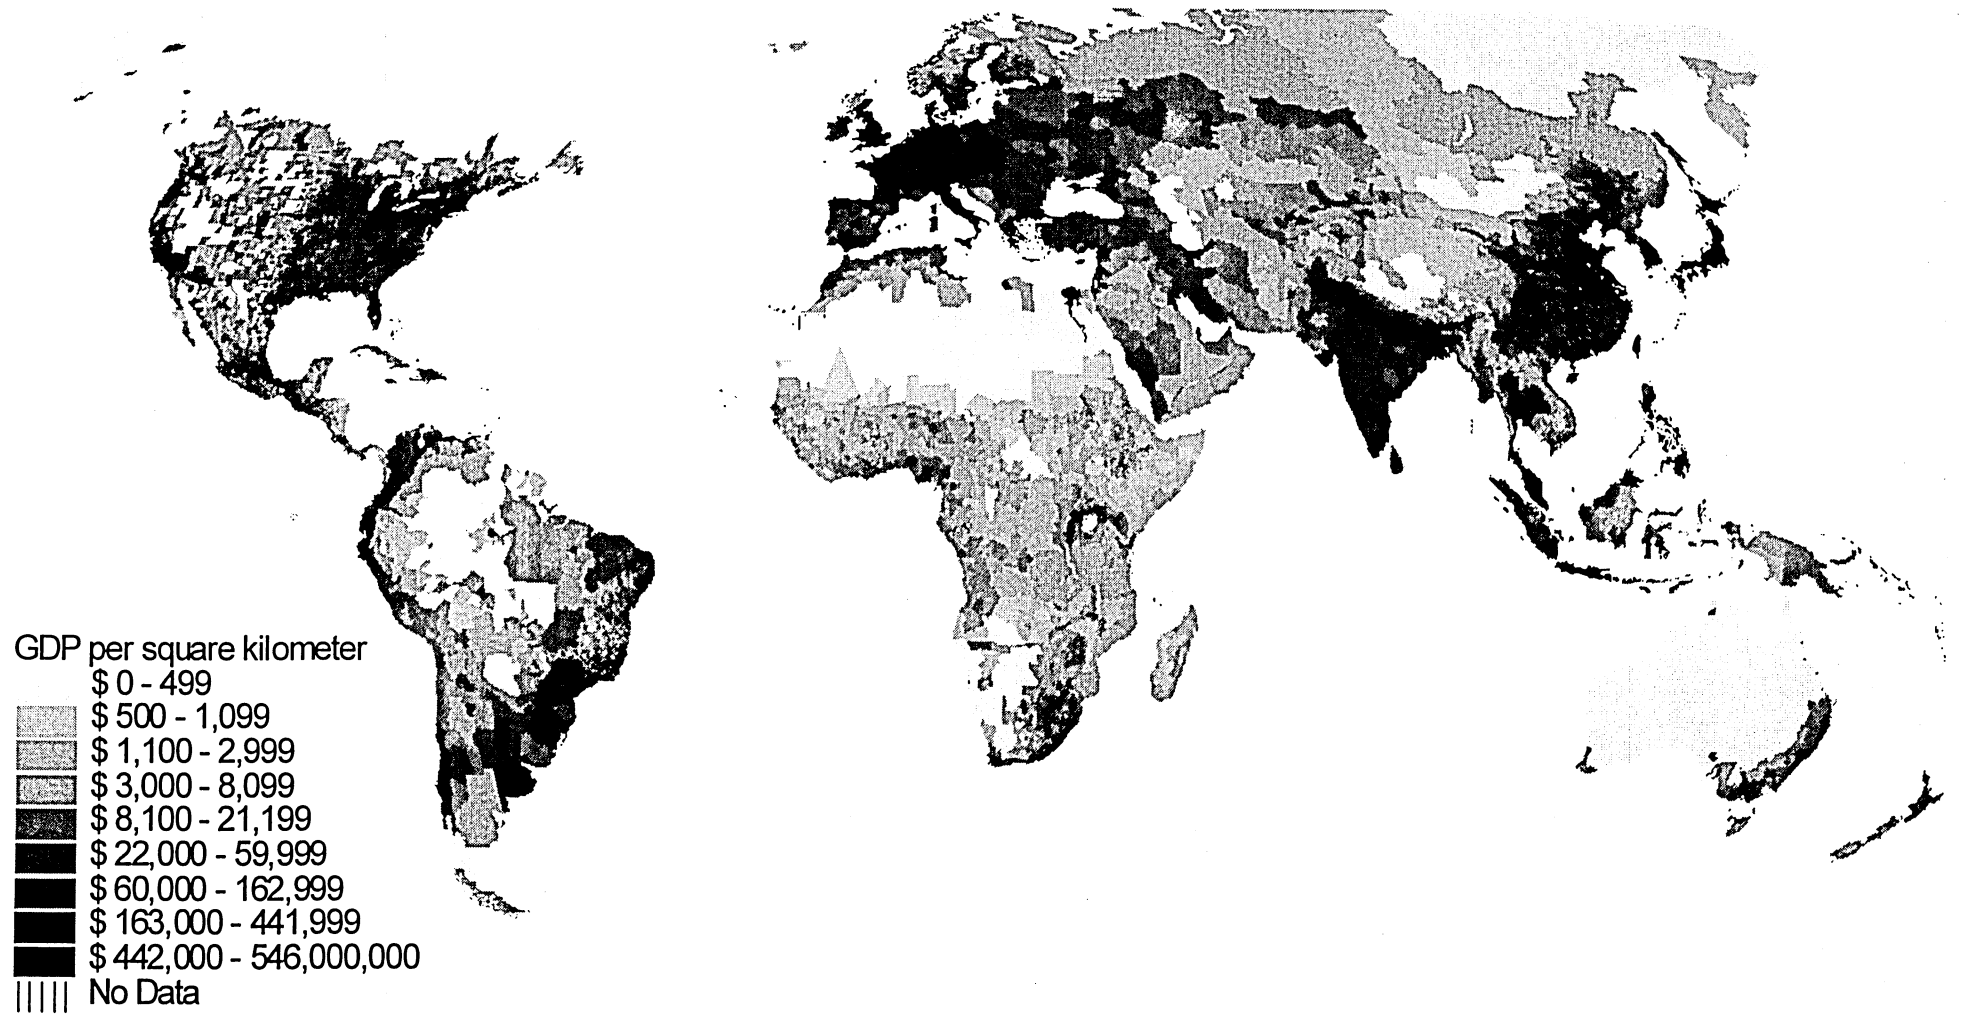 GDP per square kilometer
$ 0 - 499
$ 500 - 1,099
$ 1,100 - 2,999
$ 3,000 - 8,099
$ 8,100 - 21,199
$ 22,000 - 59,999
$ 60,000 - 162,999
$ 163,000 - 441,999
$ 442,000 - 546,000,000
No Data